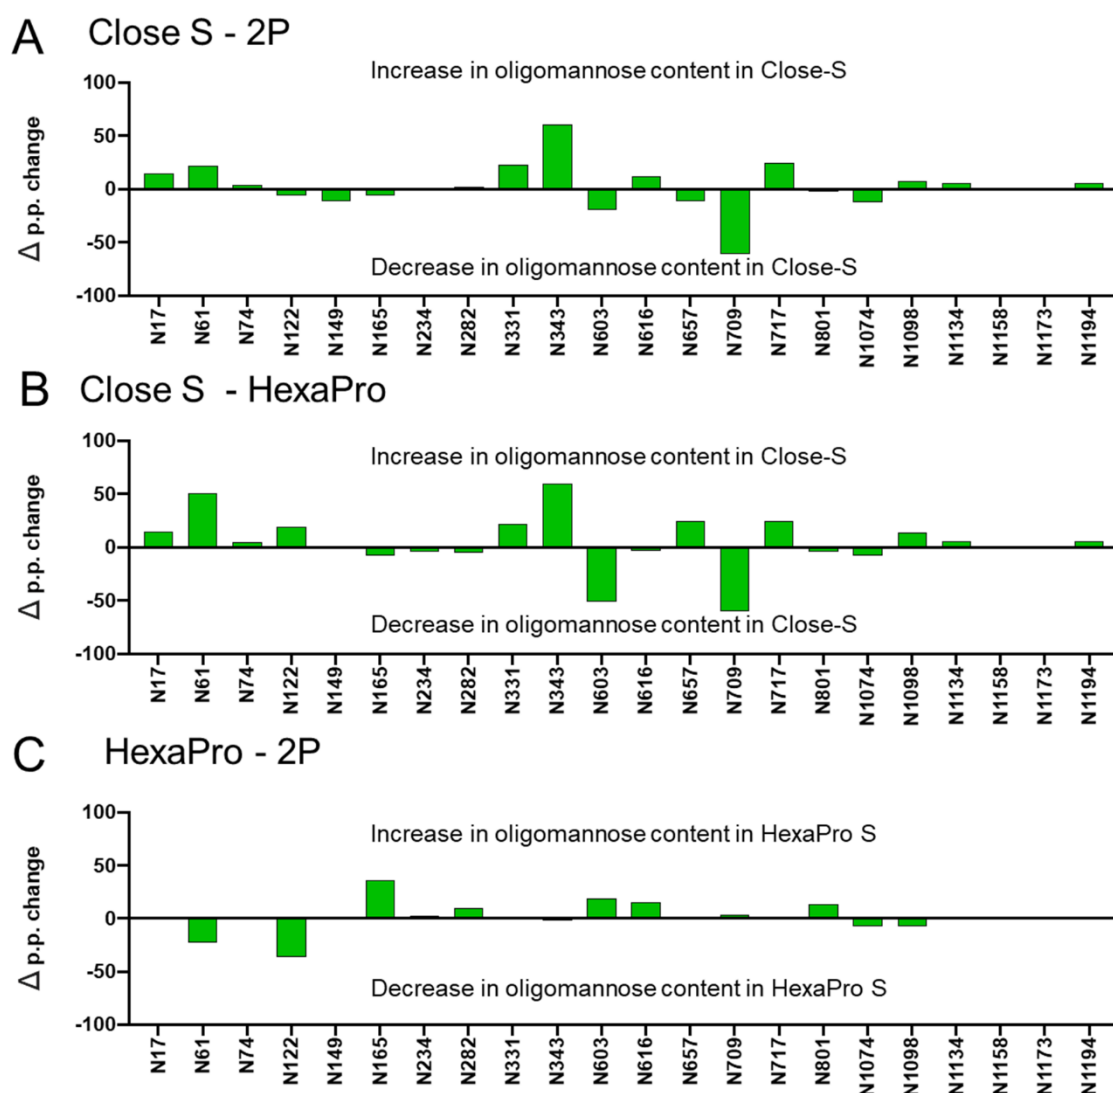 A Close S - 2P
Increase in oligomannose content in Close-S
Δ p.p. change
100
50
0
-50
-100
Decrease in oligomannose content in Close-S
N17 N61 N74 N122 N149 N165 N234 N282 N331 N343 N603 N616 N657 N709 N717 N801 N1074 N1098 N1134 N1158 N1173 N1194
B Close S - HexaPro
Increase in oligomannose content in Close-S
Δ p.p. change
100
50
0
-50
-100
Decrease in oligomannose content in Close-S
N17 N61 N74 N122 N149 N165 N234 N282 N331 N343 N603 N616 N657 N709 N717 N801 N1074 N1098 N1134 N1158 N1173 N1194
C HexaPro - 2P
Increase in oligomannose content in HexaPro S
Δ p.p. change
100
50
0
-50
-100
Decrease in oligomannose content in HexaPro S
N17 N61 N74 N122 N149 N165 N234 N282 N331 N343 N603 N616 N657 N709 N717 N801 N1074 N1098 N1134 N1158 N1173 N1194